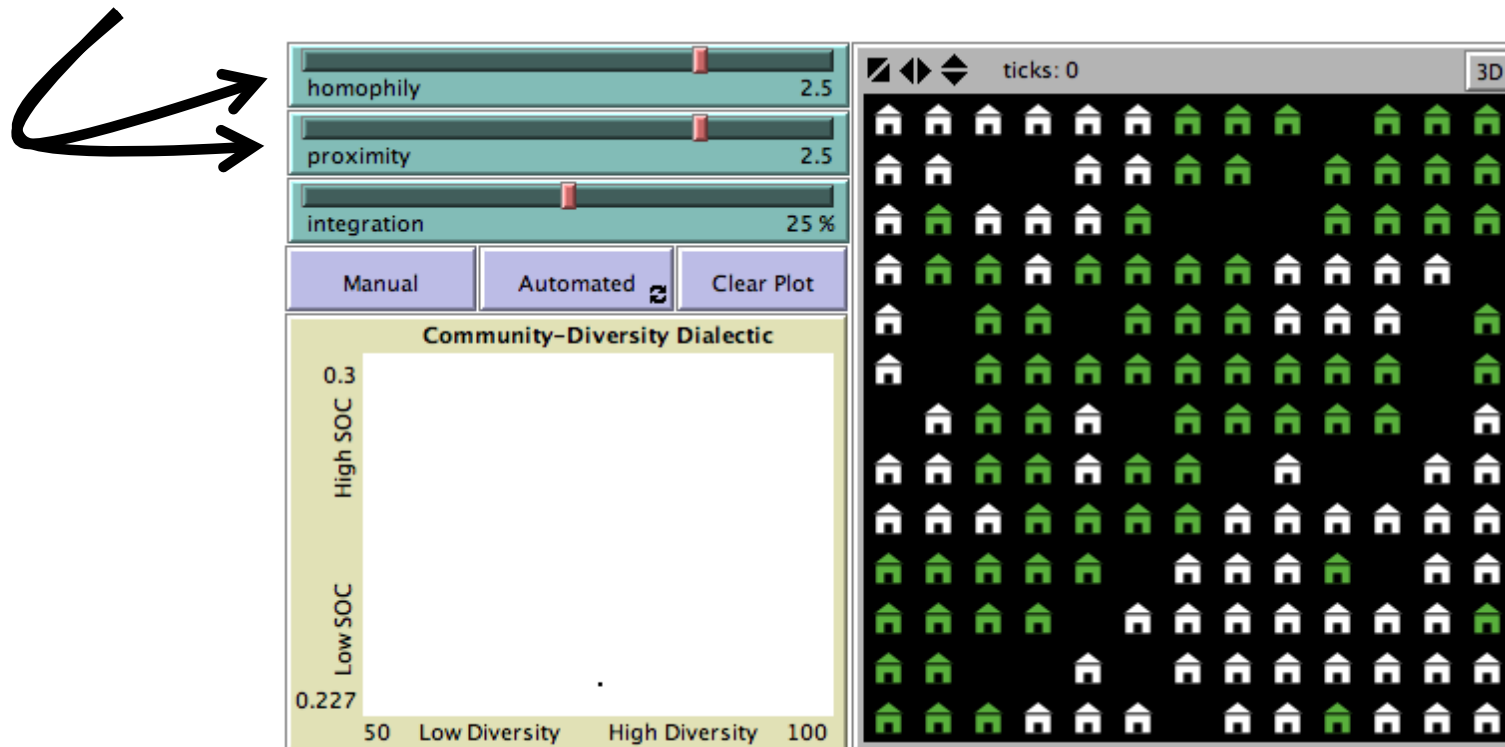 homophily 2.5
proximity 2.5
integration 25 %
Manual Automated Clear Plot
Community-Diversity Dialectic
0.3
High SOC
Low SOC
0.227
50 Low Diversity High Diversity 100
ticks: 0
3D